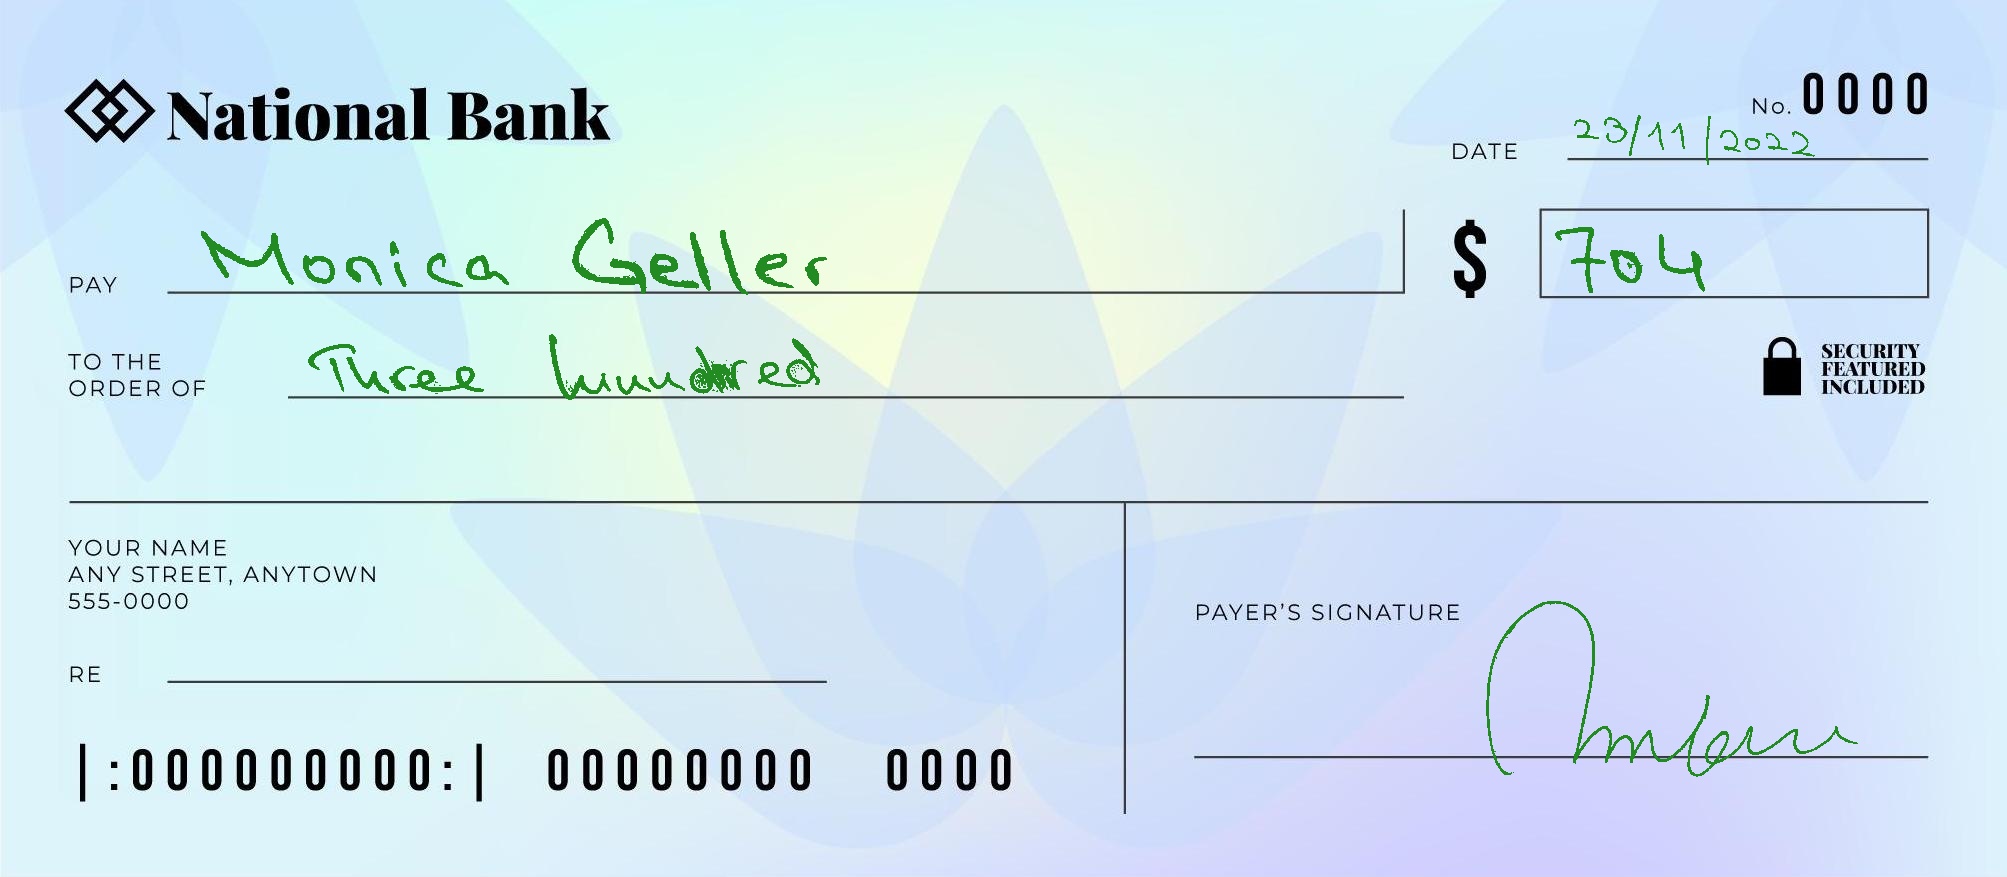 National Bank
No. 0000
DATE 23/11/2022
PAY Monica Geller $ 704
TO THE
ORDER OF Three hundred
SECURITY
FEATURED
INCLUDED
YOUR NAME
ANY STREET, ANYTOWN
555-0000
PAYER'S SIGNATURE
RE
|:000000000:| 00000000 0000